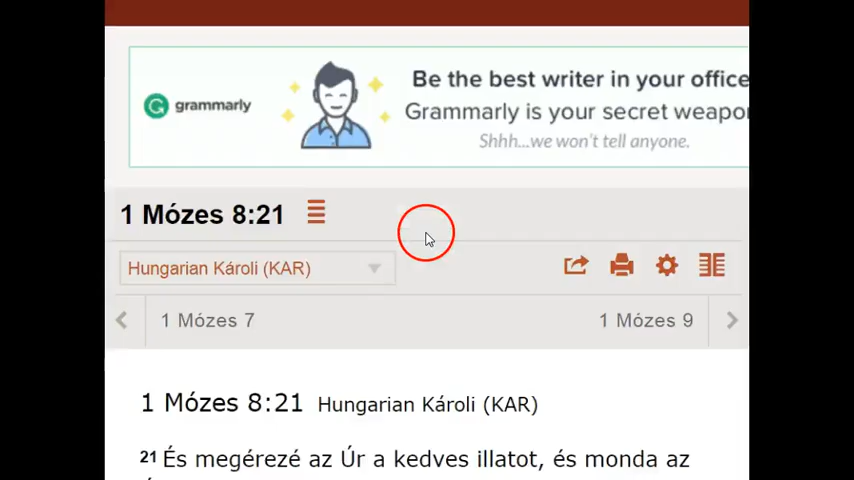 grammarly
Be the best writer in your office
Grammarly is your secret weapo
Shhh...we won't tell anyone.
1 Mózes 8:21
Hungarian Károli (KAR)
1 Mózes 7
1 Mózes 9
1 Mózes 8:21 Hungarian Károli (KAR)
21 És megérezé az Úr a kedves illatot, és monda az